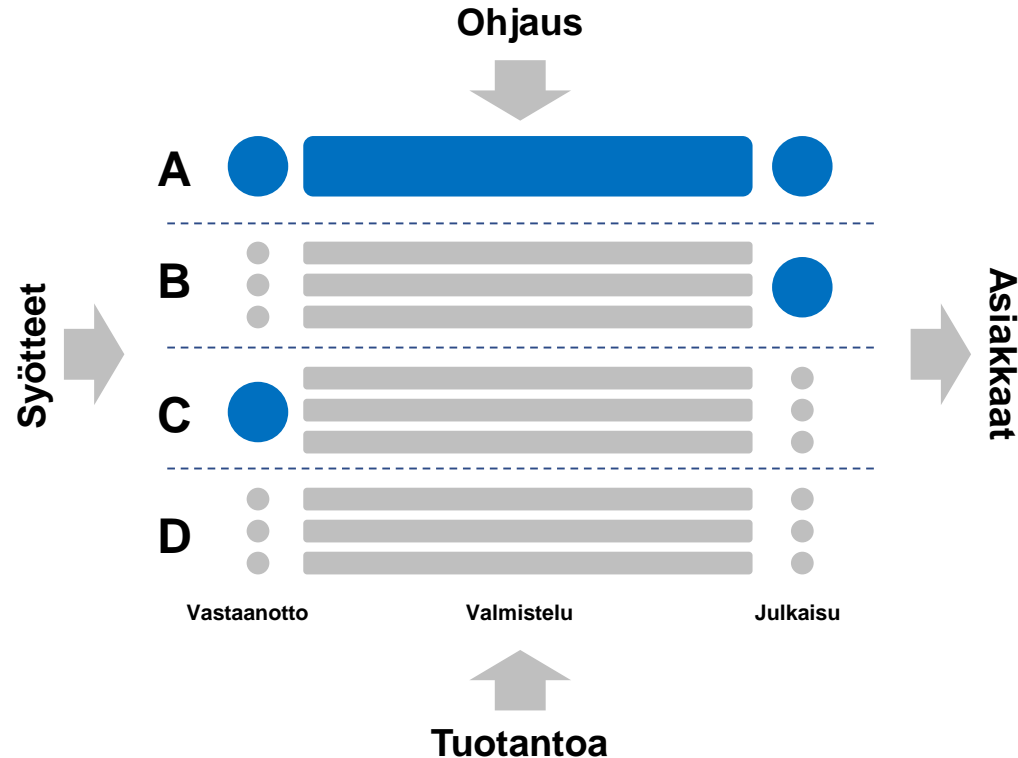 Ohjaus
A
B
C
D
Syötteet
Asiakkaat
Vastaanotto
Valmistelu
Julkaisu
Tuotantoa